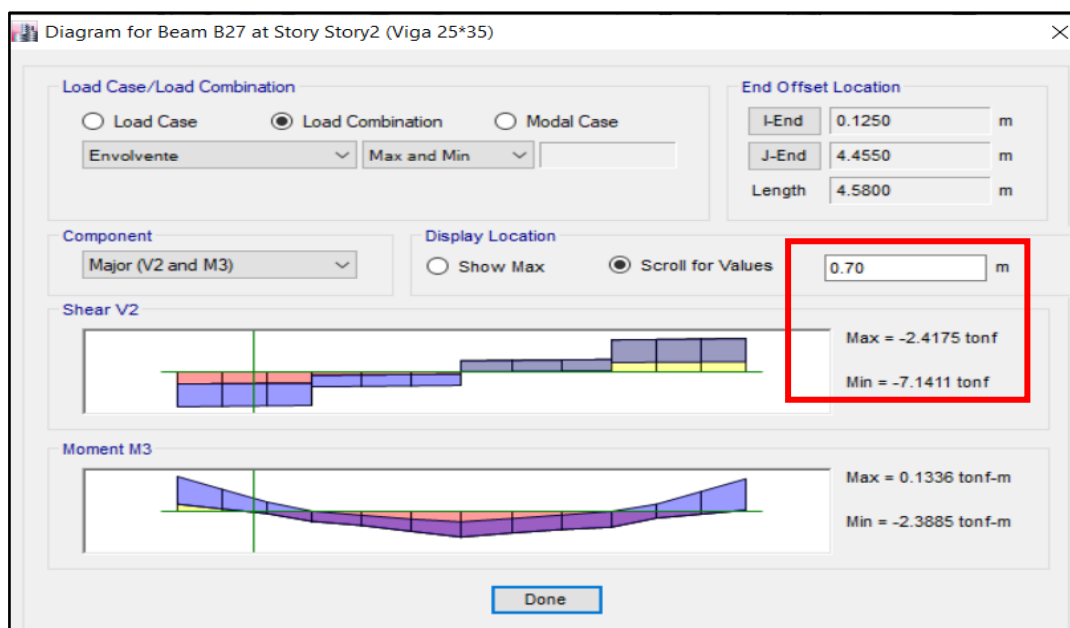 Diagram for Beam B27 at Story Story2 (Viga 25*35)
Load Case/Load Combination
Load Case Load Combination Modal Case
Envolvente Max and Min
End Offset Location
I-End 0.1250 m
J-End 4.4550 m
Length 4.5800 m
Component
Major (V2 and M3)
Display Location
Show Max Scroll for Values 0.70 m
Shear V2
Max = -2.4175 tonf
Min = -7.1411 tonf
Moment M3
Max = 0.1336 tonf-m
Min = -2.3885 tonf-m
Done